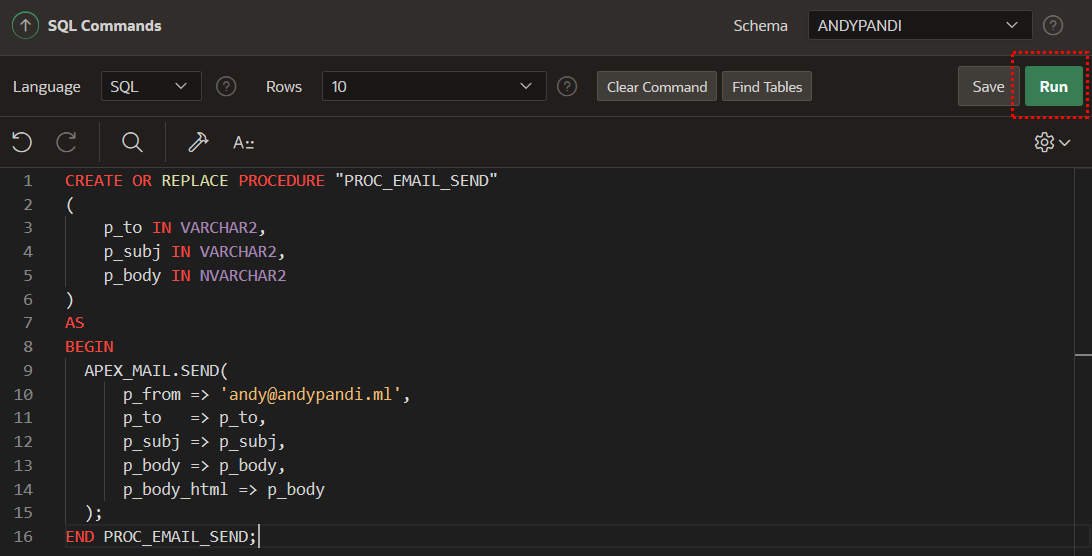 SQL Commands Schema ANDYPANDI ?
Language SQL ? Rows 10 ? Clear Command Find Tables Save Run
A::
1 CREATE OR REPLACE PROCEDURE "PROC_EMAIL_SEND"
2 (
3     p_to IN VARCHAR2,
4     p_subj IN VARCHAR2,
5     p_body IN NVARCHAR2
6 )
7 AS
8 BEGIN
9   APEX_MAIL.SEND(
10       p_from => 'andy@andypandi.ml',
11       p_to   => p_to,
12       p_subj => p_subj,
13       p_body => p_body,
14       p_body_html => p_body
15   );
16 END PROC_EMAIL_SEND;